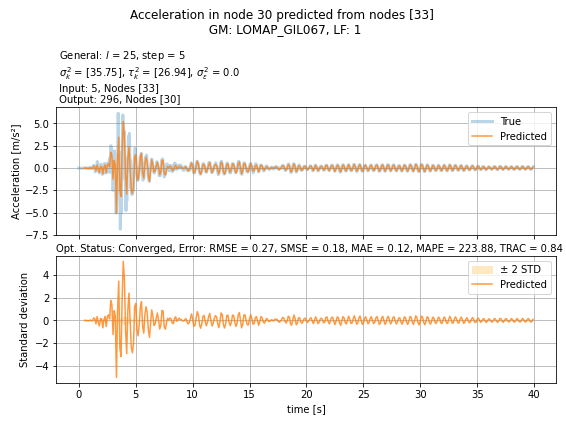 Acceleration in node 30 predicted from nodes [33]
GM: LOMAP_GIL067, LF: 1
General: l = 25, step = 5
σ²ₖ = [35.75], τ²ₖ = [26.94], σ²ε = 0.0
Input: 5, Nodes [33]
Output: 296, Nodes [30]
Acceleration [m/s²]
5.0
2.5
0.0
−2.5
−5.0
−7.5
True
Predicted
Opt. Status: Converged, Error: RMSE = 0.27, SMSE = 0.18, MAE = 0.12, MAPE = 223.88, TRAC = 0.84
Standard deviation
4
2
0
−2
−4
± 2 STD
Predicted
0 5 10 15 20 25 30 35 40
time [s]